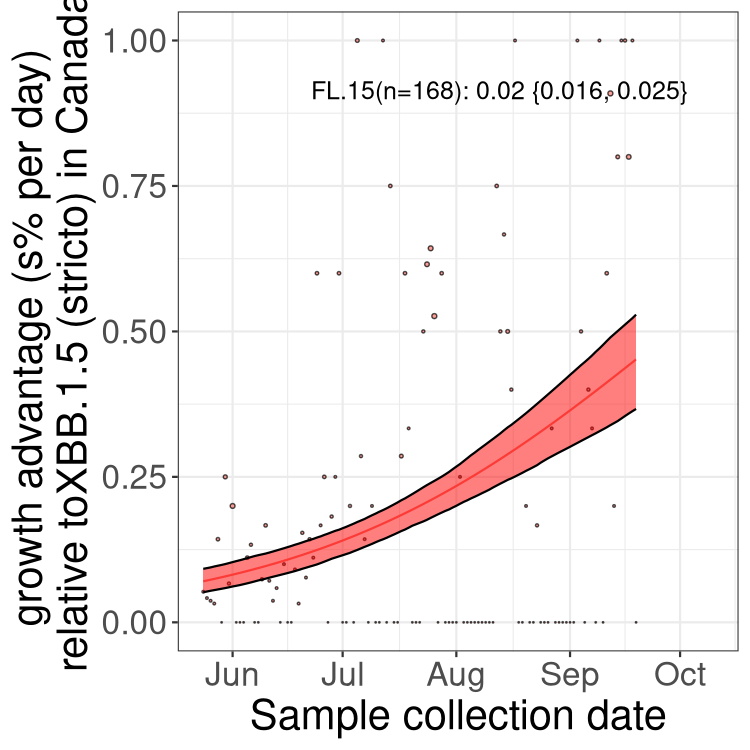 growth advantage (s% per day)
relative toXBB.1.5 (stricto) in Canada
1.00
0.75
0.50
0.25
0.00
FL.15(n=168): 0.02 {0.016, 0.025}
Jun Jul Aug Sep Oct
Sample collection date